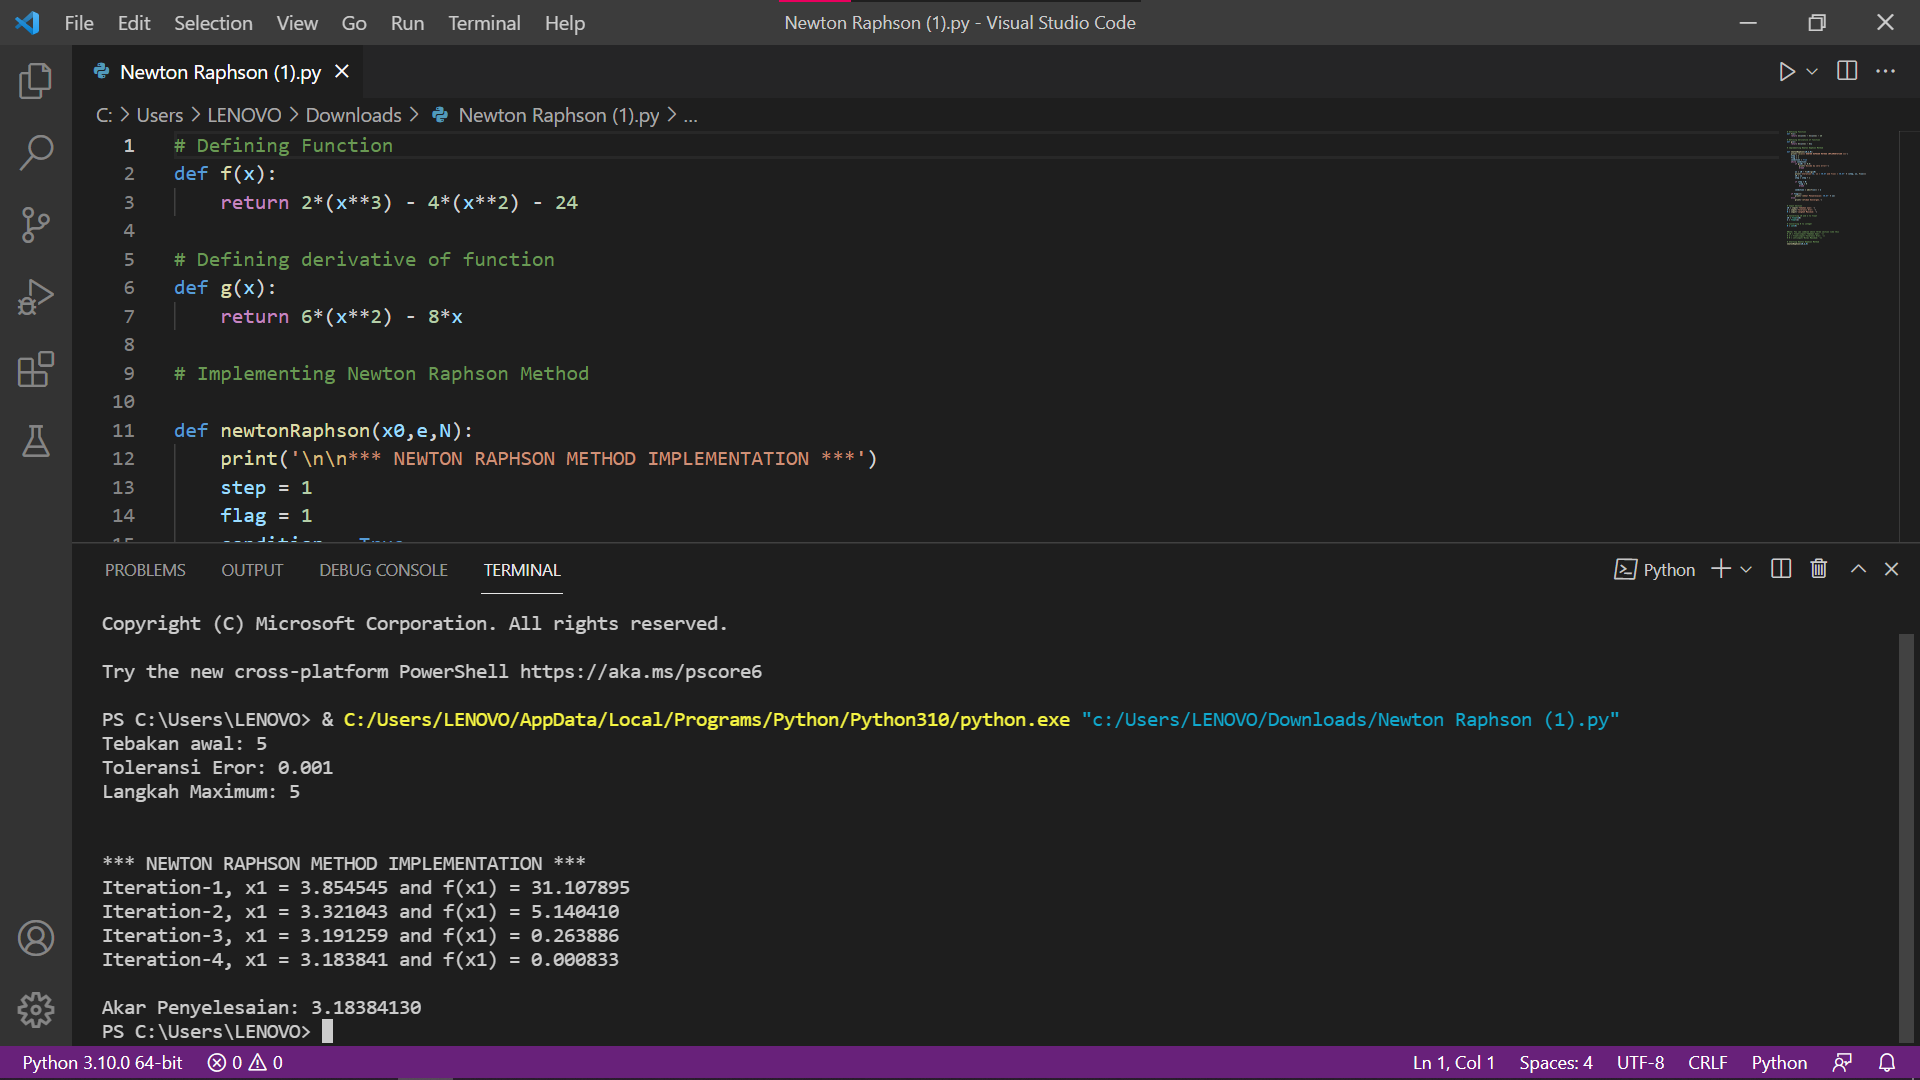 File Edit Selection View Go Run Terminal Help
Newton Raphson (1).py - Visual Studio Code
Newton Raphson (1).py
C: > Users > LENOVO > Downloads > Newton Raphson (1).py > ...
1 # Defining Function
2 def f(x):
3 return 2*(x**3) - 4*(x**2) - 24
4
5 # Defining derivative of function
6 def g(x):
7 return 6*(x**2) - 8*x
8
9 # Implementing Newton Raphson Method
10
11 def newtonRaphson(x0,e,N):
12 print('\n\n*** NEWTON RAPHSON METHOD IMPLEMENTATION ***')
13 step = 1
14 flag = 1
15 condition = True
PROBLEMS OUTPUT DEBUG CONSOLE TERMINAL
Python
Copyright (C) Microsoft Corporation. All rights reserved.
Try the new cross-platform PowerShell https://aka.ms/pscore6
PS C:\Users\LENOVO> & C:/Users/LENOVO/AppData/Local/Programs/Python/Python310/python.exe "c:/Users/LENOVO/Downloads/Newton Raphson (1).py"
Tebakan awal: 5
Toleransi Eror: 0.001
Langkah Maximum: 5
*** NEWTON RAPHSON METHOD IMPLEMENTATION ***
Iteration-1, x1 = 3.854545 and f(x1) = 31.107895
Iteration-2, x1 = 3.321043 and f(x1) = 5.140410
Iteration-3, x1 = 3.191259 and f(x1) = 0.263886
Iteration-4, x1 = 3.183841 and f(x1) = 0.000833
Akar Penyelesaian: 3.18384130
PS C:\Users\LENOVO>
Python 3.10.0 64-bit 0 0
Ln 1, Col 1 Spaces: 4 UTF-8 CRLF Python